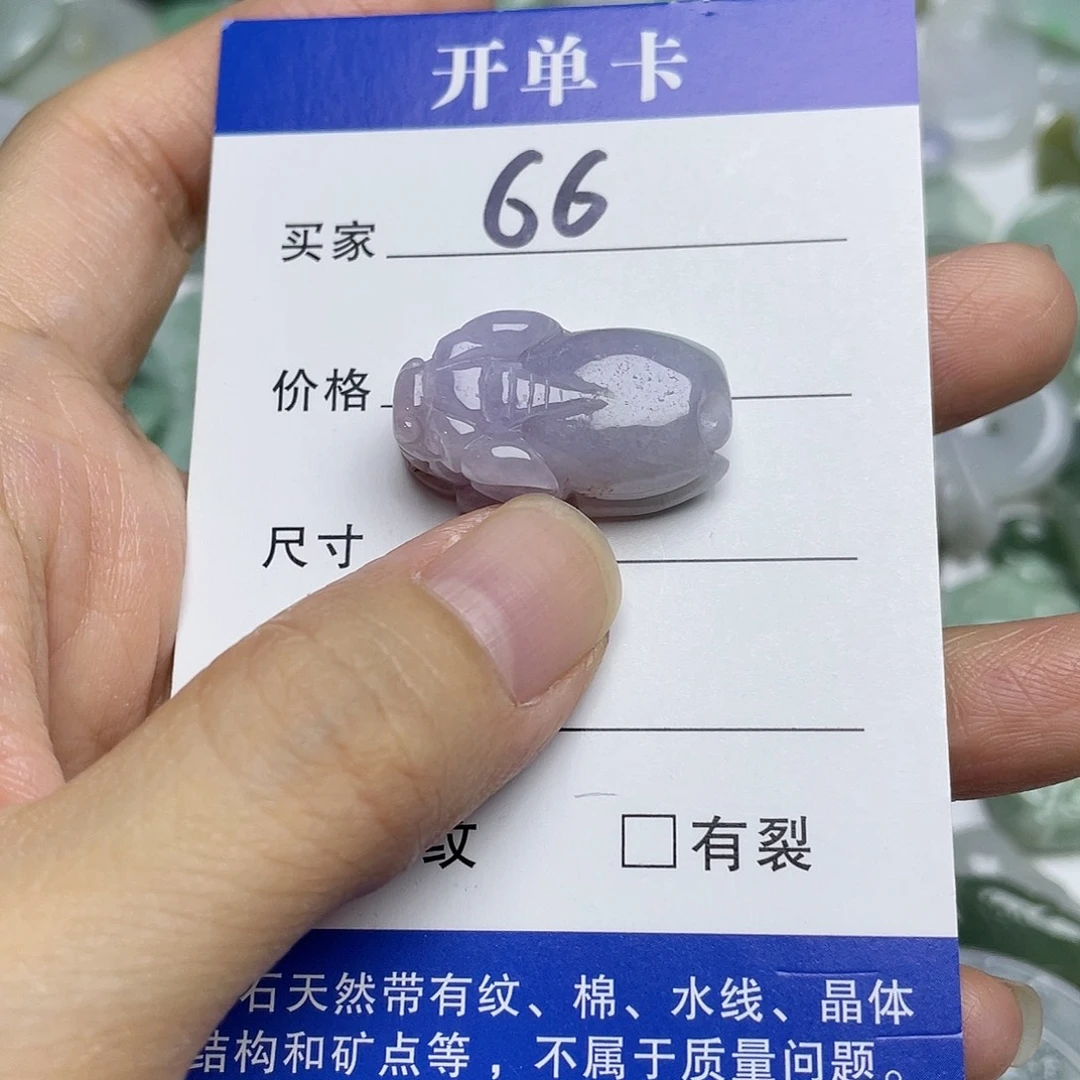 开单卡
买家 66
价格
尺寸
纹 □有裂
石天然带有纹、棉、水线、晶体
结构和矿点等，不属于质量问题。